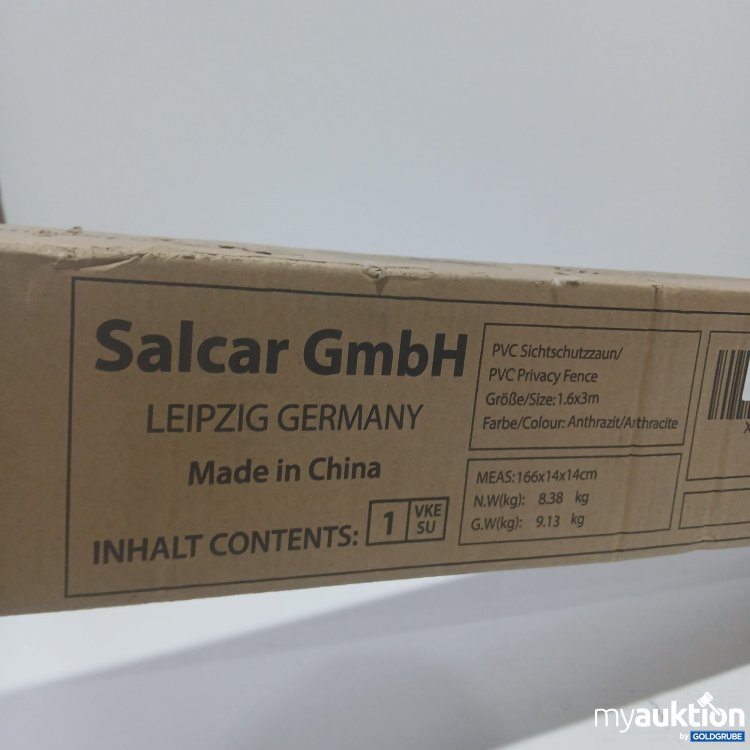 Salcar GmbH
LEIPZIG GERMANY
Made in China
INHALT CONTENTS: 1 VKE
SU
PVC Sichtschutzzaun/
PVC Privacy Fence
Größe/Size: 1.6x3m
Farbe/Colour: Anthrazit/Arthracite
MEAS:166x14x14cm
N.W(kg): 8.38 kg
G.W(kg): 9.13 kg
X
myauktion
by GOLDGRUBE